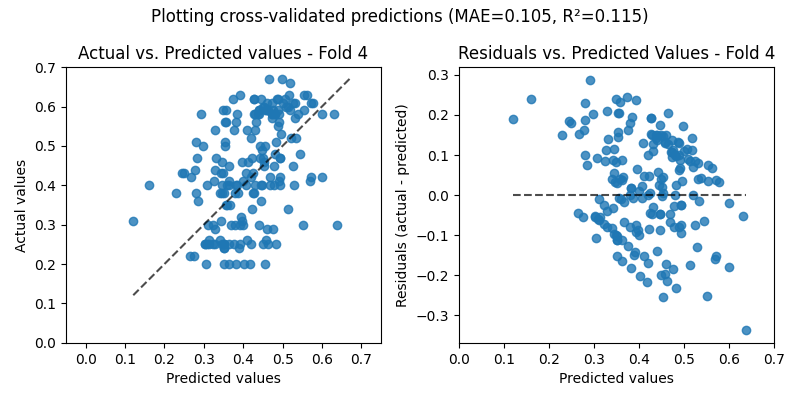 Plotting cross-validated predictions (MAE=0.105, R²=0.115)
Actual vs. Predicted values - Fold 4
0.7
0.6
0.5
0.4
0.3
0.2
0.1
0.0
Actual values
0.0 0.1 0.2 0.3 0.4 0.5 0.6 0.7
Predicted values
Residuals vs. Predicted Values - Fold 4
0.3
0.2
0.1
0.0
−0.1
−0.2
−0.3
Residuals (actual - predicted)
0.0 0.1 0.2 0.3 0.4 0.5 0.6 0.7
Predicted values